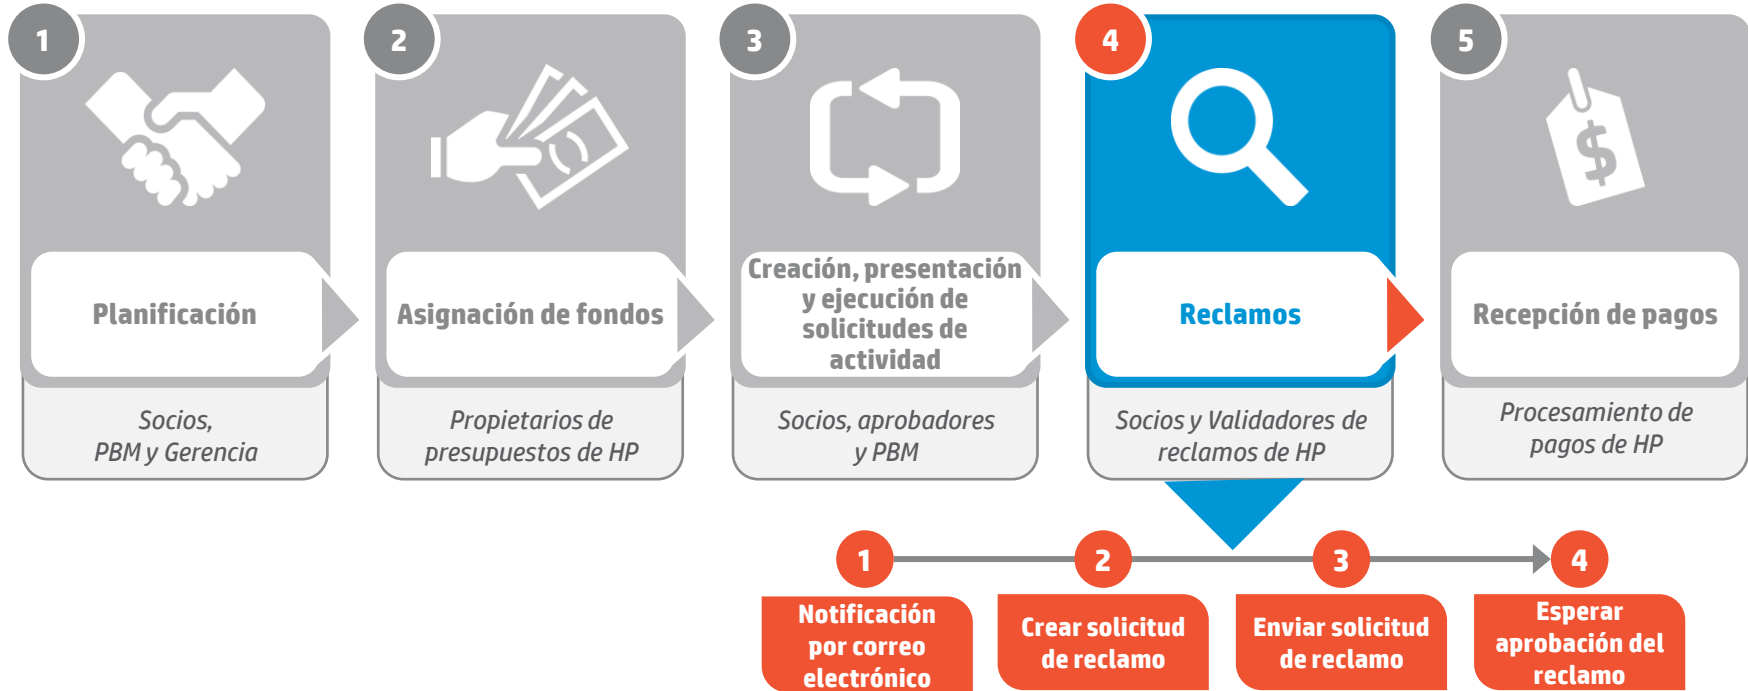 1
Planificación
Socios,
PBM y Gerencia
2
Asignación de fondos
Propietarios de
presupuestos de HP
3
Creación, presentación
y ejecución de
solicitudes de
actividad
Socios, aprobadores
y PBM
4
Reclamos
Socios y Validadores de
reclamos de HP
5
$
Recepción de pagos
Procesamiento de
pagos de HP
1
Notificación
por correo
electrónico
2
Crear solicitud
de reclamo
3
Enviar solicitud
de reclamo
4
Esperar
aprobación del
reclamo